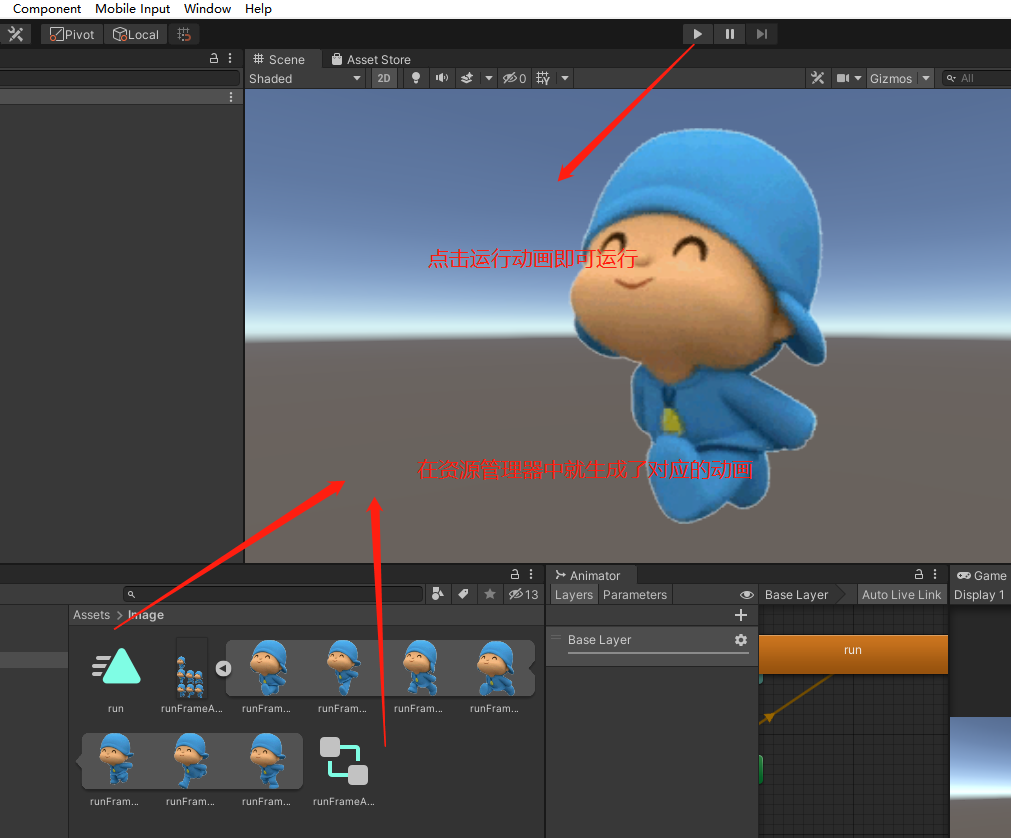 Component Mobile Input Window Help
Pivot Local
Scene Asset Store
Shaded 2D 0 Gizmos All
点击运行动画即可运行
在资源管理器中就生成了对应的动画
13
Animator Game
Layers Parameters Base Layer Auto Live Link Display 1
Assets Image
Base Layer
run
run runFrameA... runFram... runFram... runFram... runFram...
runFram... runFram... runFram... runFrameA...